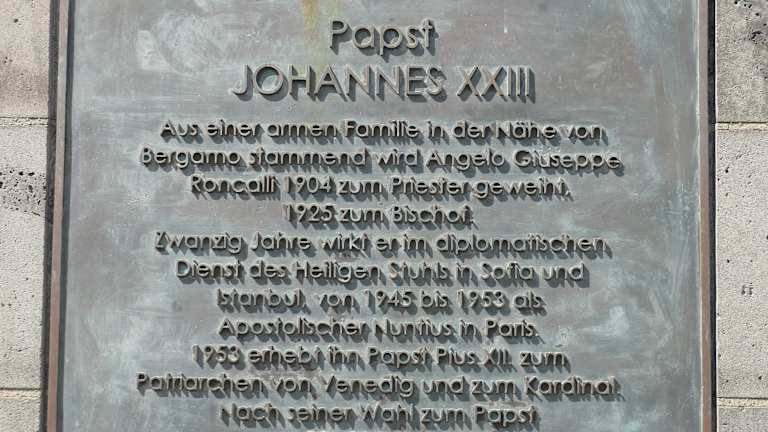 Papst
JOHANNES XXIII
Aus einer armen Familie in der Nähe von
Bergamo stammend wird Angelo Giuseppe
Roncalli 1904 zum Priester geweiht,
1925 zum Bischof.
Zwanzig Jahre wirkt er im diplomatischen
Dienst des Heiligen Stuhls in Sofia und
Istanbul, von 1945 bis 1953 als
Apostolischer Nuntius in Paris.
1953 erhebt ihn Papst Pius XII. zum
Patriarchen von Venedig und zum Kardinal.
Nach seiner Wahl zum Papst